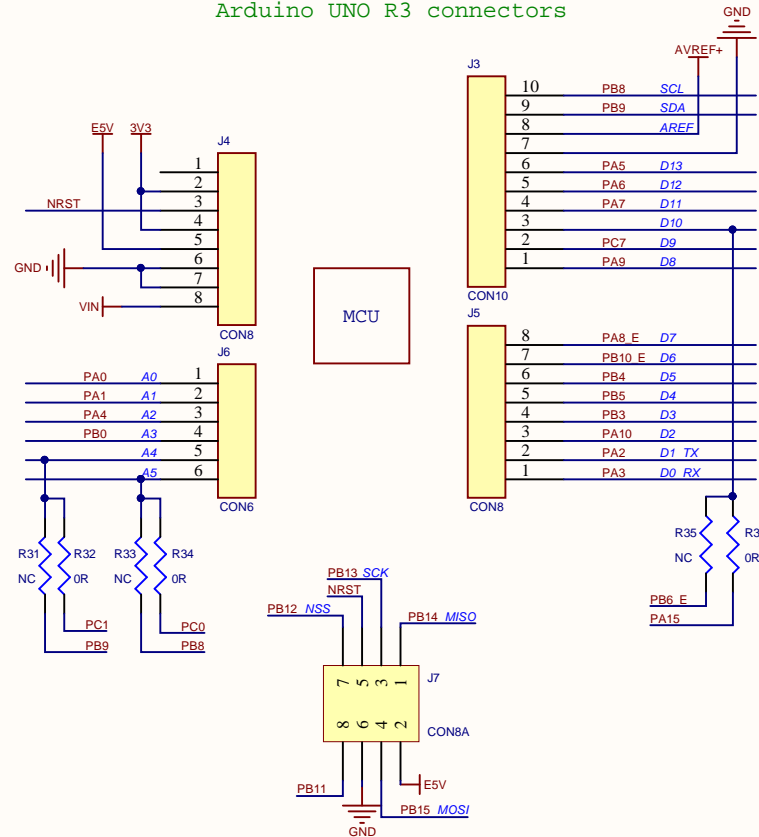 Arduino UNO R3 connectors
GND
AVREF+
J3
10 PB8 SCL
9 PB9 SDA
8 AREF
7
6 PA5 D13
5 PA6 D12
4 PA7 D11
3 D10
2 PC7 D9
1 PA9 D8
CON10
E5V 3V3
J4
1
2
NRST 3
4
5
GND 6
7
VIN 8
CON8
MCU
J5
8 PA8_E D7
7 PB10_E D6
6 PB4 D5
5 PB5 D4
4 PB3 D3
3 PA10 D2
2 PA2 D1_TX
1 PA3 D0_RX
CON8
J6
PA0 A0 1
PA1 A1 2
PA4 A2 3
PB0 A3 4
A4 5
A5 6
CON6
R31 R32 R33 R34
NC 0R NC 0R
PC1 PC0
PB9 PB8
R35
NC 0R
PB6_E
PA15
PB13 SCK
NRST
PB12 NSS
PB14 MISO
J7
7 5 3 1
8 6 4 2
CON8A
E5V
PB11
PB15 MOSI
GND